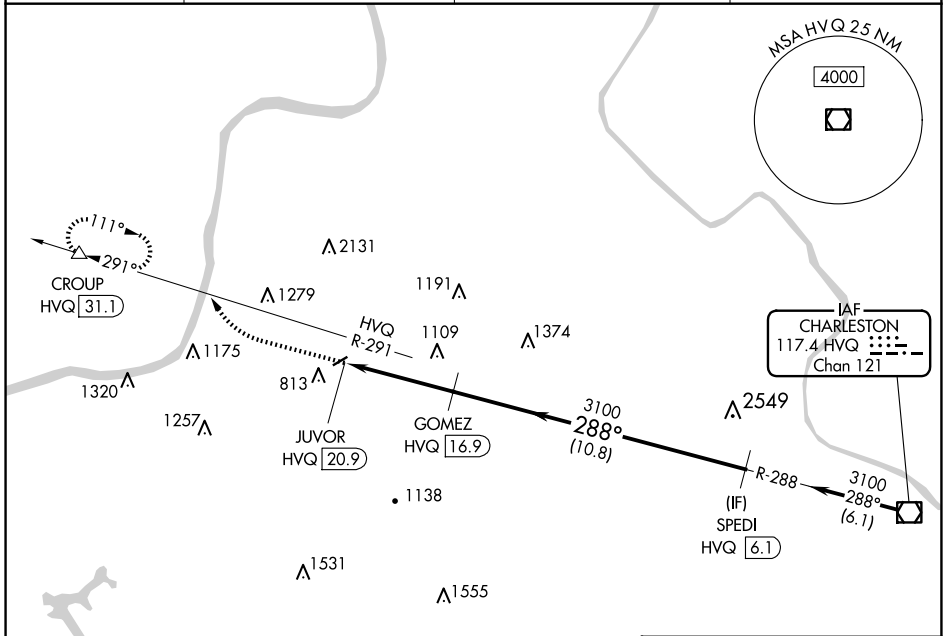 MSA HVQ 25 NM
4000
111°
291°
CROUP
HVQ 31.1
2131
1279
1191
HVQ
R-291
1109
1374
1175
813
1320
1257
JUVOR
HVQ 20.9
GOMEZ
HVQ 16.9
3100
288°
(10.8)
2549
IAF
CHARLESTON
117.4 HVQ
Chan 121
R-288
3100
288°
(6.1)
(IF)
SPEDI
HVQ 6.1
1138
1531
1555